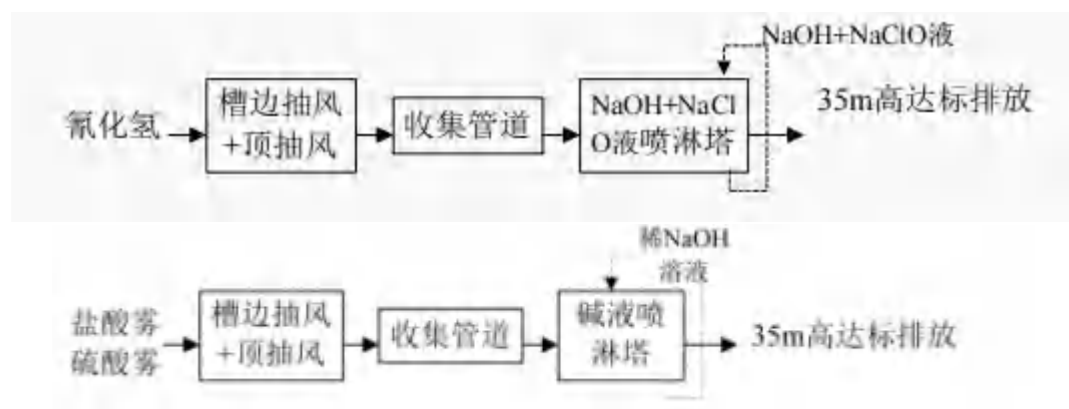 NaOH+NaClO液
氰化氢
槽边抽风
+顶抽风
收集管道
NaOH+NaCl
O液喷淋塔
35m高达标排放
稀NaOH
溶液
盐酸雾
硫酸雾
槽边抽风
+顶抽风
收集管道
碱液喷
淋塔
35m高达标排放